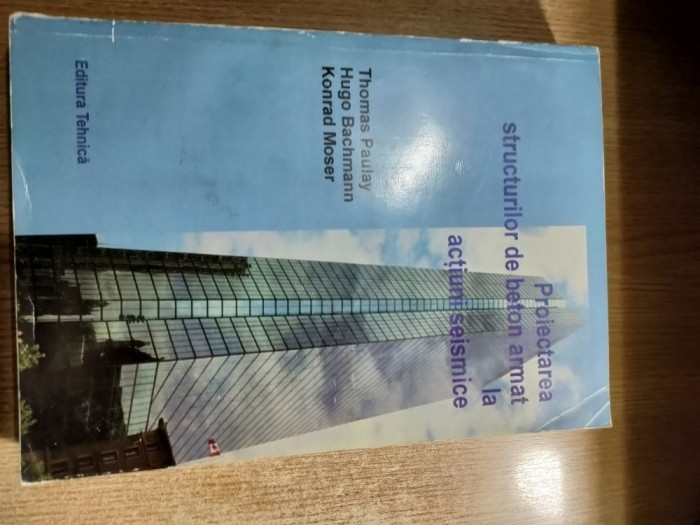 Thomas Paulay
Hugo Bachmann
Konrad Moser
Proiectarea
structurilor de beton armat
la
acțiuni seismice
Editura Tehnică